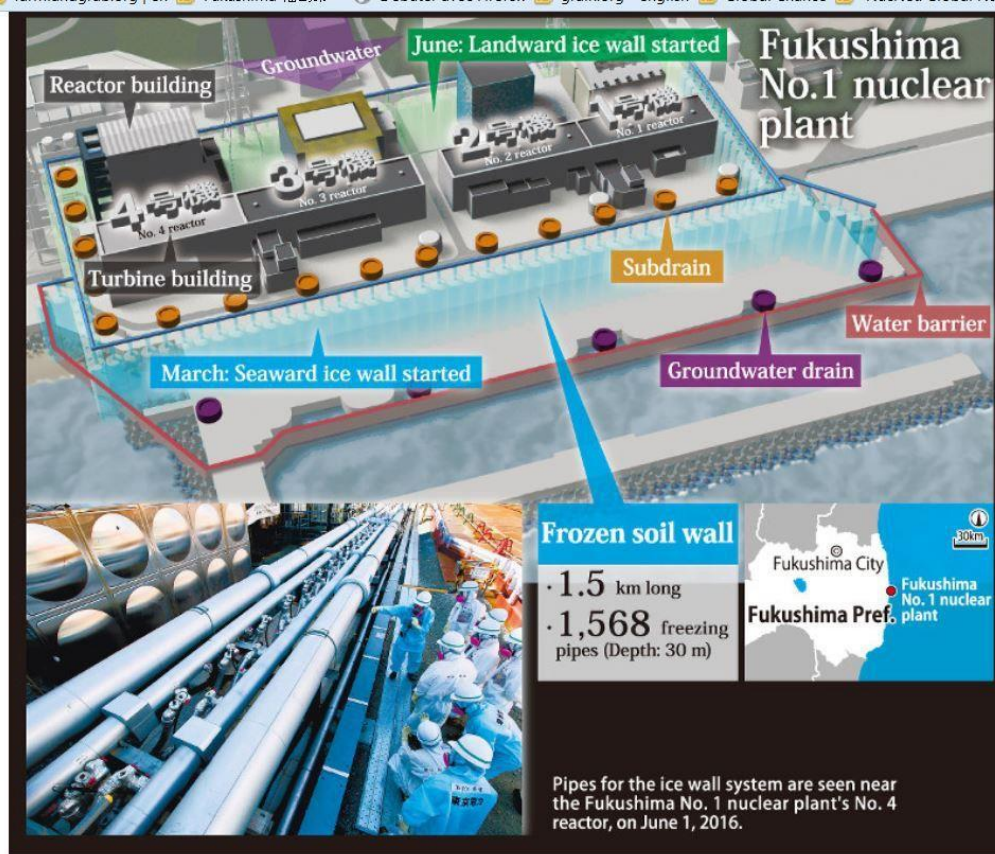 Fukushima
No.1 nuclear
plant
June: Landward ice wall started
Groundwater
Reactor building
4号機
No. 4 reactor
3号機
No. 3 reactor
2号機
No. 2 reactor
号機
No. 1 reactor
Turbine building
Subdrain
Water barrier
Groundwater drain
March: Seaward ice wall started
Frozen soil wall
· 1.5 km long
· 1,568 freezing
pipes (Depth: 30 m)
30km
Fukushima City
Fukushima
No. 1 nuclear
plant
Fukushima Pref.
東京電力
Pipes for the ice wall system are seen near
the Fukushima No. 1 nuclear plant's No. 4
reactor, on June 1, 2016.